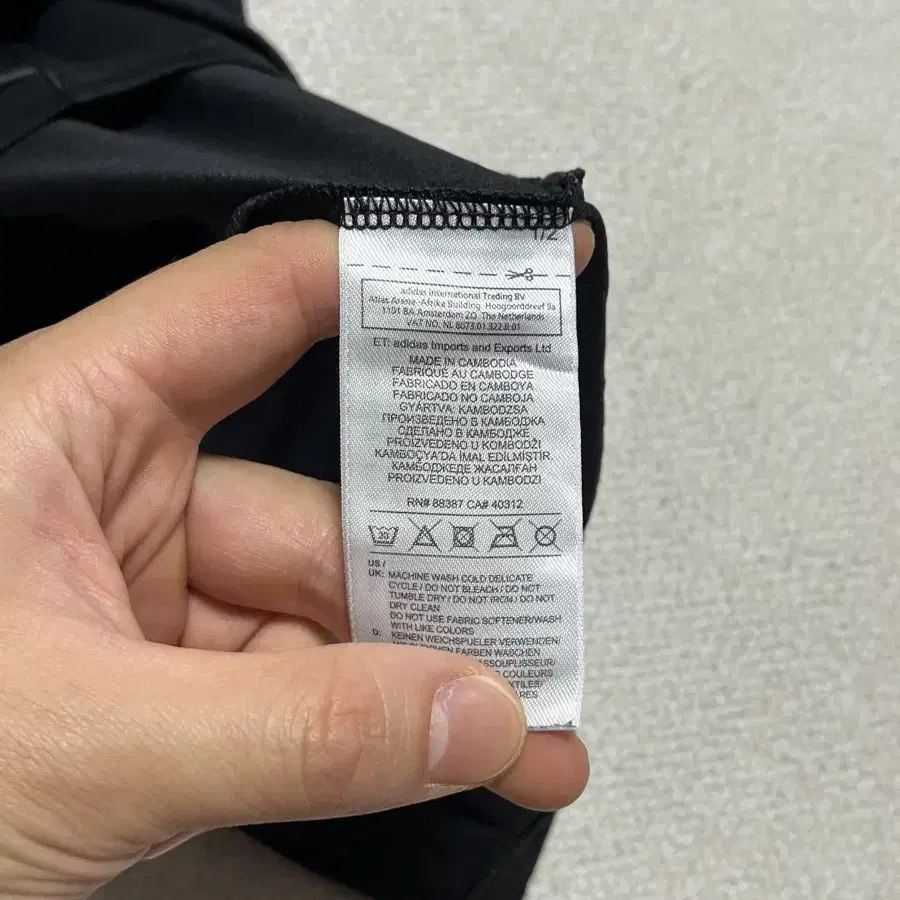 1/2
adidas International Trading BV
Atlas Arena-Afrika Building Hoogoorddreef 9a
1101 BA Amsterdam ZO The Netherlands
VAT NO: NL 8073.01.322.B.01
ET: adidas Imports and Exports Ltd
MADE IN CAMBODIA
FABRIQUÉ AU CAMBODGE
FABRICADO EN CAMBOYA
FABRICADO NO CAMBOJA
GYÁRTVA: KAMBODZSA
ПРОИЗВЕДЕНО В КАМБОДЖА
СДЕЛАНО В КАМБОДЖЕ
PROIZVEDENO U KOMBODŽI
KAMBOÇYA'DA İMAL EDİLMİŞTİR.
КАМБОДЖЕДЕ ЖАСАЛҒАН
PROIZVEDENO U KAMBODZI
RN# 88387 CA# 40312
30
US /
UK: MACHINE WASH COLD DELICATE
CYCLE / DO NOT BLEACH / DO NOT
TUMBLE DRY / DO NOT IRON / DO NOT
DRY CLEAN
DO NOT USE FABRIC SOFTENER/WASH
WITH LIKE COLORS
D: KEINEN WEICHSPUELER VERWENDEN/
FARBEN WASCHEN
ASSOUPLISSEUR/
COULEURS